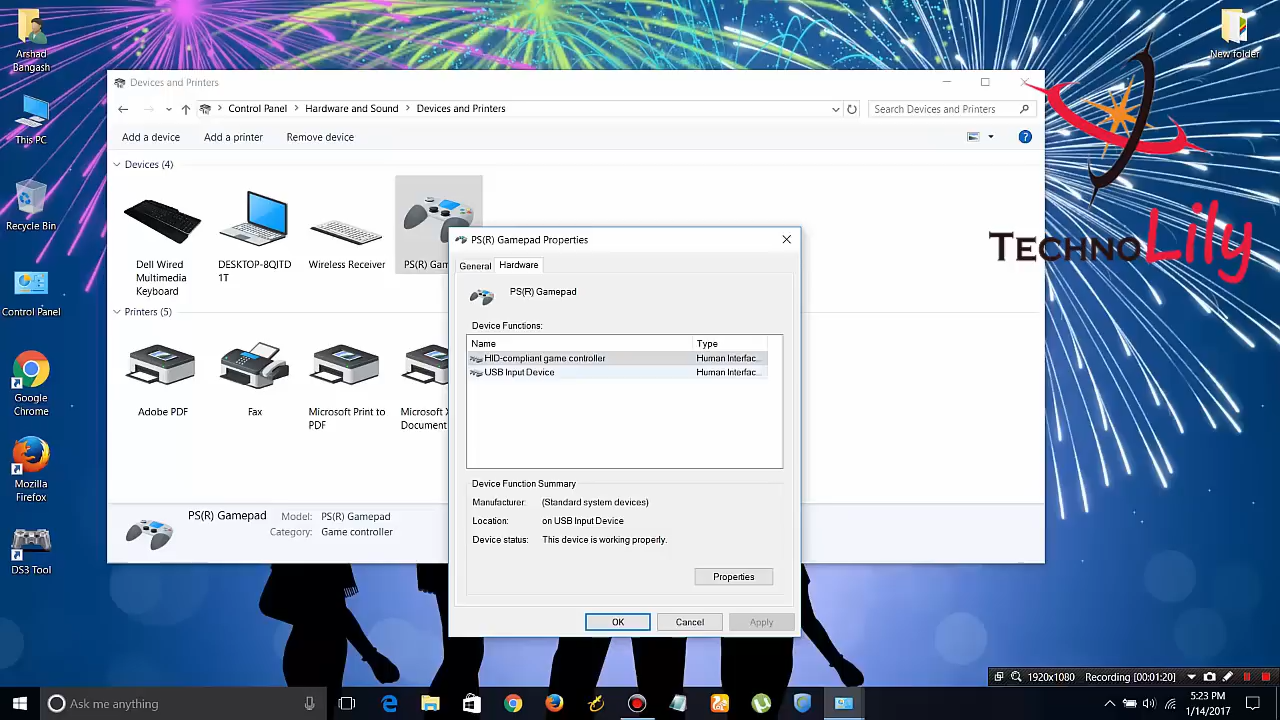 Arshad
Bangash
New folder
Devices and Printers
Control Panel
Hardware and Sound
Devices and Printers
Search Devices and Printers
This PC
Add a device
Add a printer
Remove device
?
Devices (4)
TECHNOLily
Recycle Bin
Dell Wired
Multimedia
Keyboard
DESKTOP-8QITD
1T
Wireless Receiver
PS(R) Gam
PS(R) Gamepad Properties
General
Hardware
PS(R) Gamepad
Control Panel
Printers (5)
Device Functions:
Name
Type
HID-compliant game controller
Human Interfac...
USB Input Device
Human Interfac...
Google
Chrome
Adobe PDF
Fax
Microsoft Print to
PDF
Microsoft X
Document
Mozilla
Firefox
Device Function Summary
Manufacturer:
(Standard system devices)
Location:
on USB Input Device
Device status:
This device is working properly.
PS(R) Gamepad
Model:
PS(R) Gamepad
Category:
Game controller
DS3 Tool
Properties
OK
Cancel
Apply
1920x1080
Recording [00:01:20]
Ask me anything
5:23 PM
1/14/2017